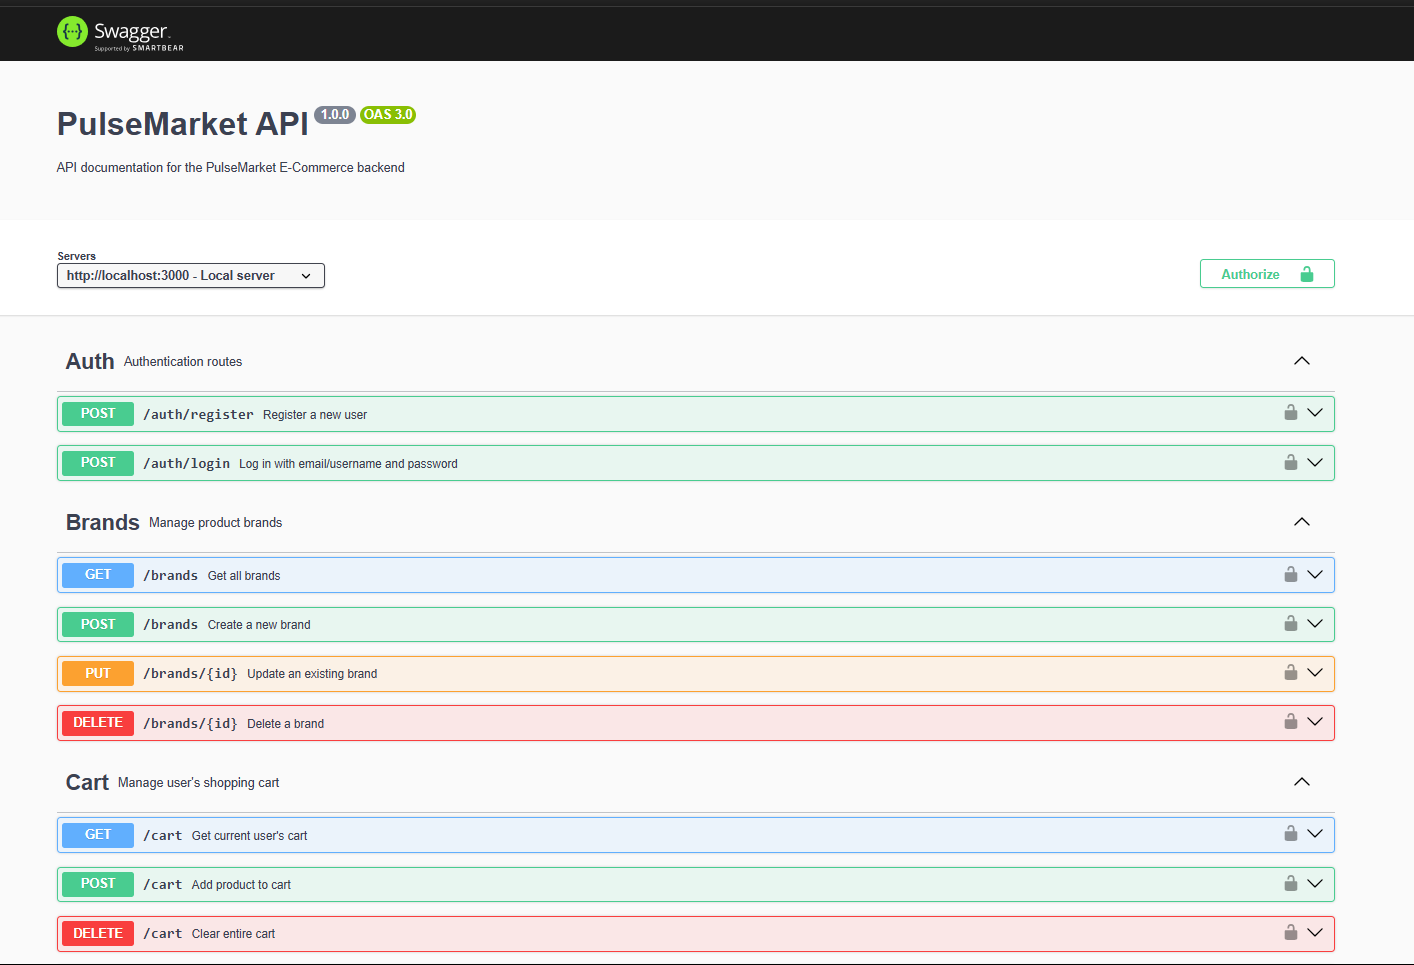 {···} Swagger.
Supported by SMARTBEAR
PulseMarket API 1.0.0 OAS 3.0
API documentation for the PulseMarket E-Commerce backend
Servers
http://localhost:3000 - Local server
Authorize
Auth Authentication routes
POST /auth/register Register a new user
POST /auth/login Log in with email/username and password
Brands Manage product brands
GET /brands Get all brands
POST /brands Create a new brand
PUT /brands/{id} Update an existing brand
DELETE /brands/{id} Delete a brand
Cart Manage user's shopping cart
GET /cart Get current user's cart
POST /cart Add product to cart
DELETE /cart Clear entire cart